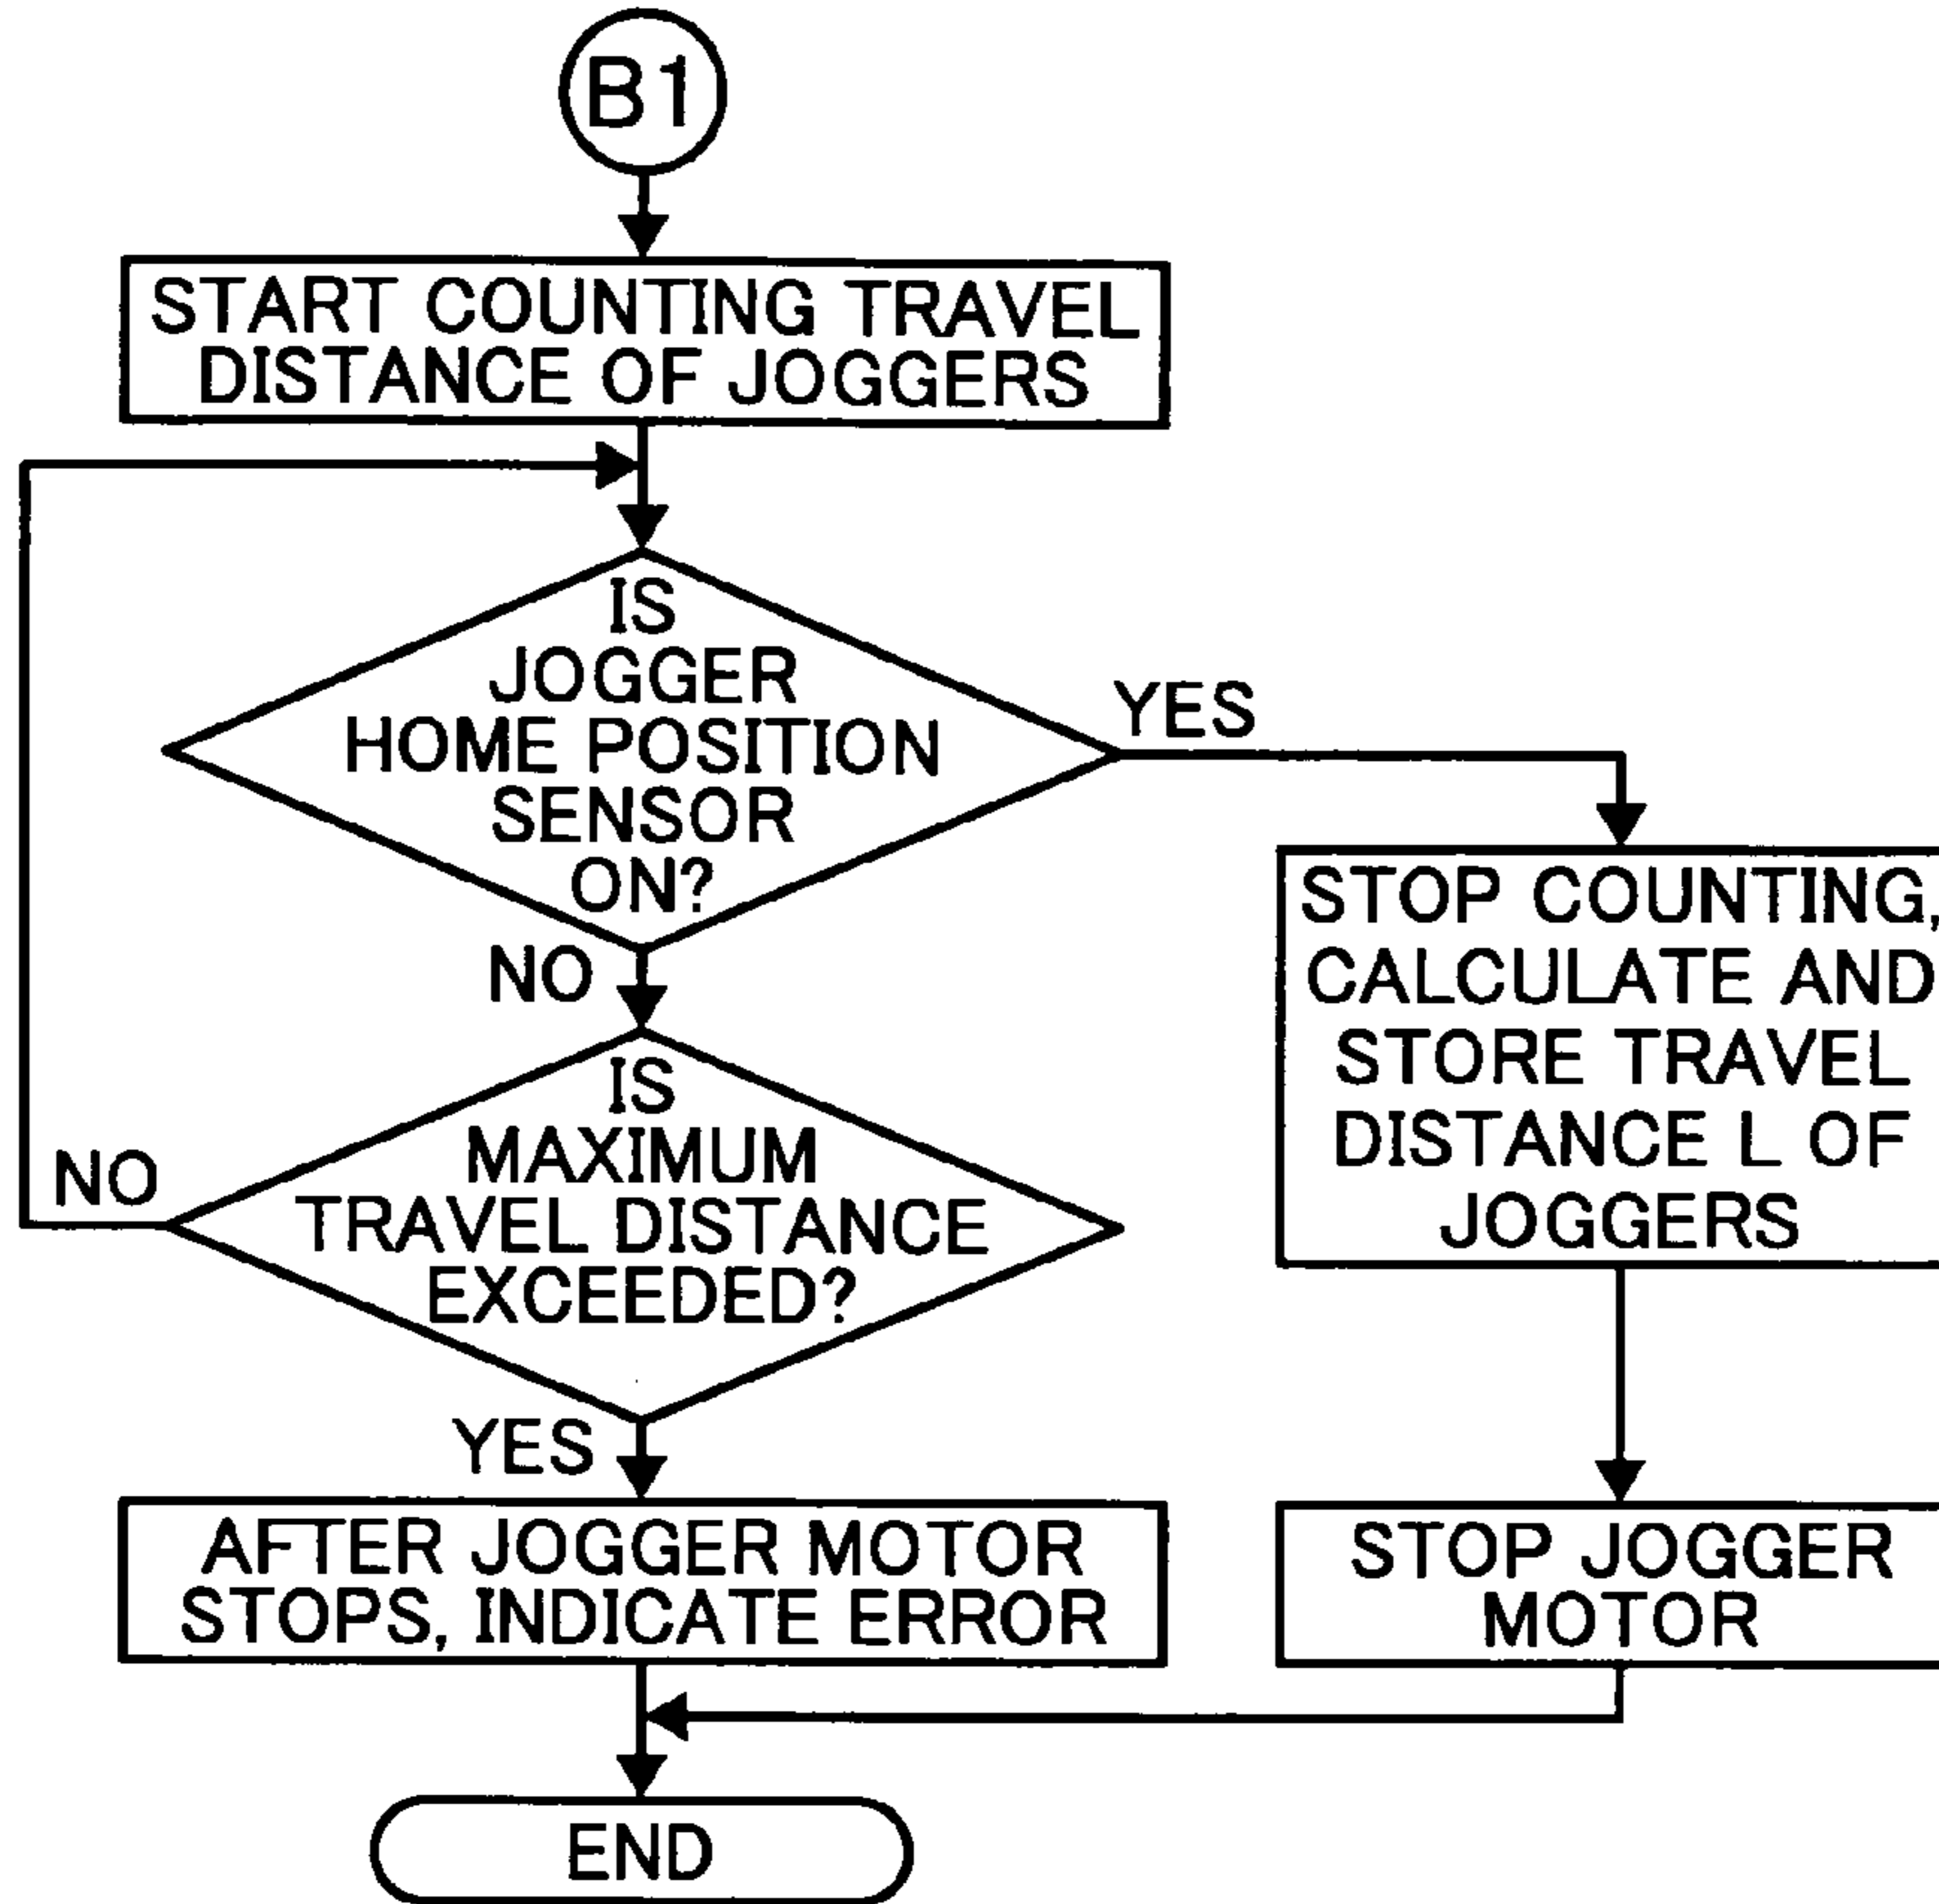 B1
START COUNTING TRAVEL
DISTANCE OF JOGGERS
IS
JOGGER
HOME POSITION
SENSOR
ON?
YES
NO
STOP COUNTING,
CALCULATE AND
STORE TRAVEL
DISTANCE L OF
JOGGERS
IS
MAXIMUM
TRAVEL DISTANCE
EXCEEDED?
NO
YES
AFTER JOGGER MOTOR
STOPS, INDICATE ERROR
STOP JOGGER
MOTOR
END